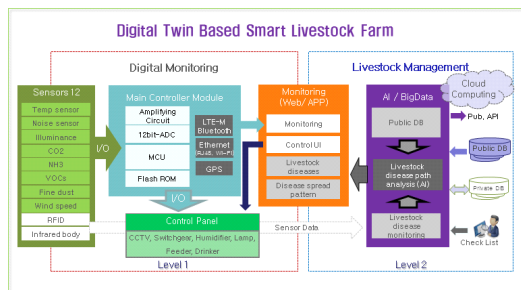 Digital Twin Based Smart Livestock Farm
Digital Monitoring
Livestock Management
Sensors 12
Temp sensor
Noise sensor
Illuminance
CO2
NH3
VOCs
Fine dust
Wind speed
RFID
Infrared body
I/O
Main Controller Module
Amplifying
Circuit
12bit-ADC
MCU
Flash ROM
LTE-M
Bluetooth
Ethernet
(RJ45, Wi-Fi)
GPS
I/O
Control Panel
CCTV, Switchgear, Humidifier, Lamp,
Feeder, Drinker
Level 1
Monitoring
(Web/ APP)
Monitoring
Control UI
Livestock
diseases
Disease spread
pattern
Sensor Data
AI / BigData
Public DB
Livestock
disease path
analysis (AI)
Livestock
disease
monitoring
Level 2
Cloud
Computing
Pub, API
Public DB
Private DB
Check List